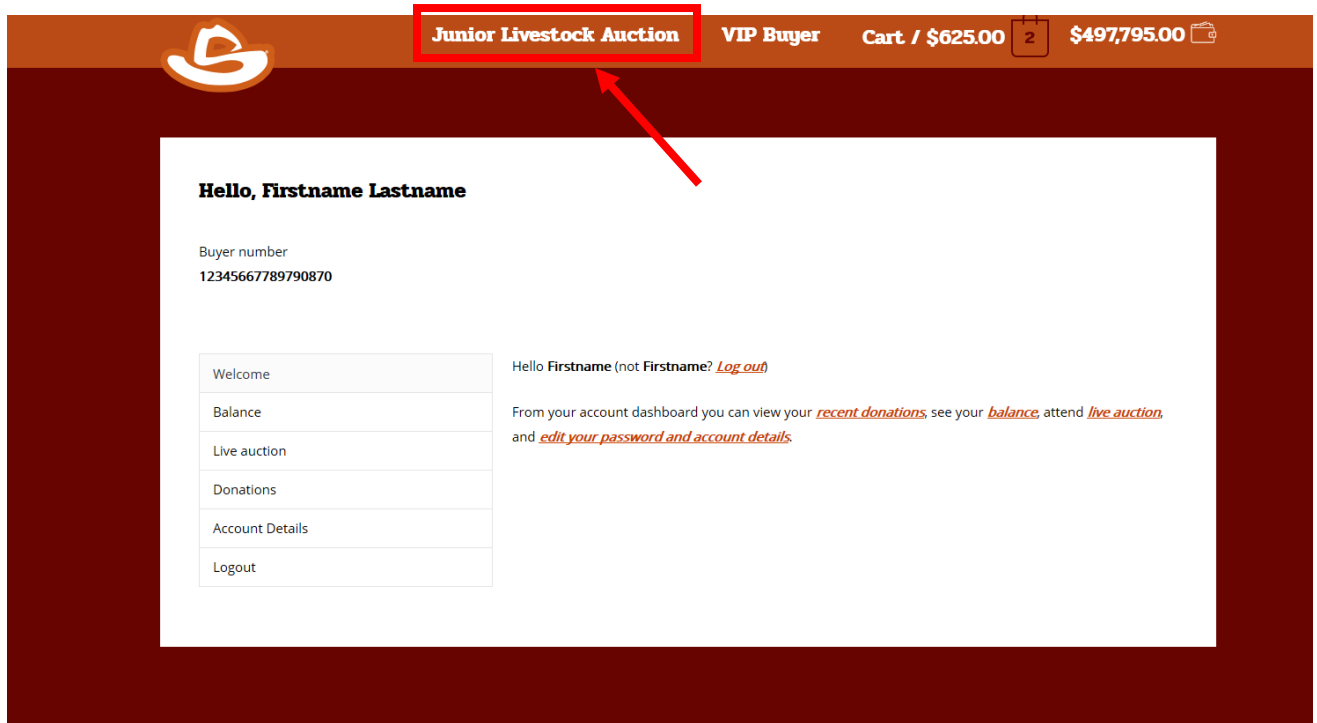 Junior Livestock Auction VIP Buyer Cart / $625.00 2 $497,795.00
Hello, Firstname Lastname
Buyer number
12345667789790870
Welcome
Balance
Live auction
Donations
Account Details
Logout
Hello Firstname (not Firstname? Log out)
From your account dashboard you can view your recent donations, see your balance, attend live auction,
and edit your password and account details.